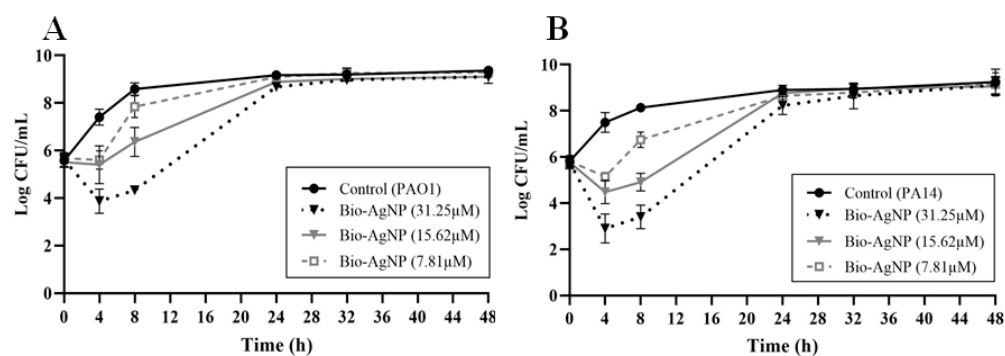 A
Log CFU/mL
10
8
6
4
2
0
0 4 8 12 16 20 24 28 32 36 40 44 48
Time (h)
Control (PAO1)
Bio-AgNP (31.25µM)
Bio-AgNP (15.62µM)
Bio-AgNP (7.81µM)
B
Log CFU/mL
10
8
6
4
2
0
0 4 8 12 16 20 24 28 32 36 40 44 48
Time (h)
Control (PA14)
Bio-AgNP (31.25µM)
Bio-AgNP (15.62µM)
Bio-AgNP (7.81µM)